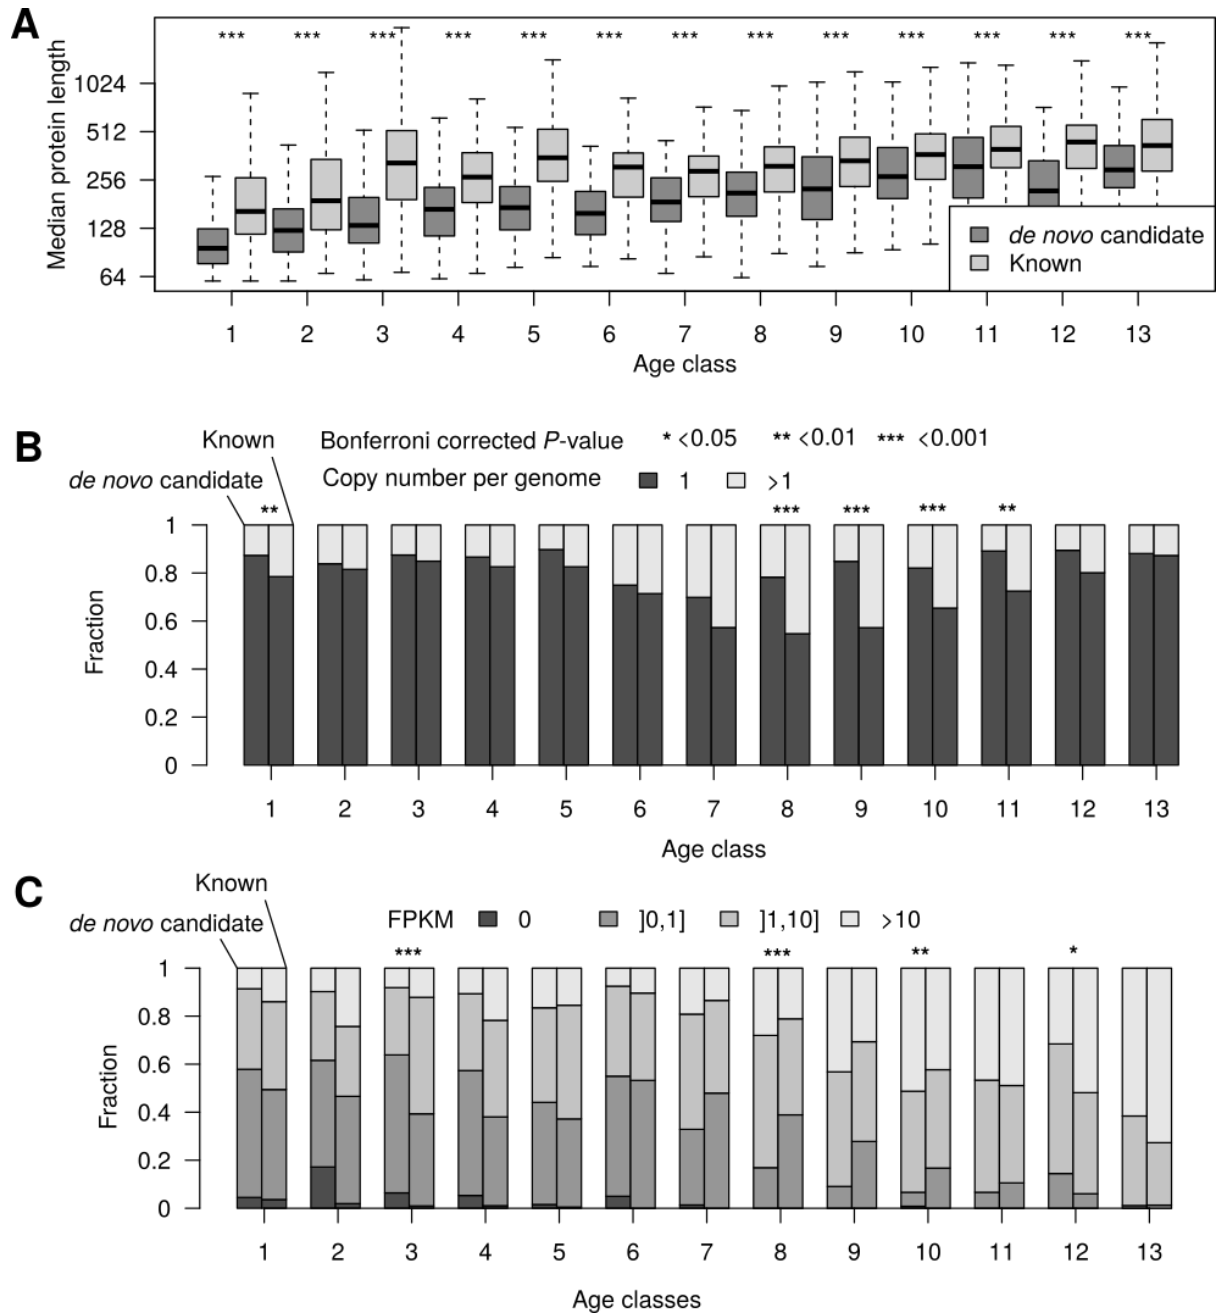 A
*** *** *** *** *** *** *** *** *** *** *** *** ***
Median protein length
1024
512
256
128
64
de novo candidate
Known
1 2 3 4 5 6 7 8 9 10 11 12 13
Age class
B
Known
Bonferroni corrected P-value * <0.05 ** <0.01 *** <0.001
de novo candidate
Copy number per genome 1 >1
** *** *** *** **
Fraction
1
0.8
0.6
0.4
0.2
0
1 2 3 4 5 6 7 8 9 10 11 12 13
Age class
C
Known
de novo candidate
FPKM 0 ]0,1] ]1,10] >10
*** *** ** *
Fraction
1
0.8
0.6
0.4
0.2
0
1 2 3 4 5 6 7 8 9 10 11 12 13
Age classes